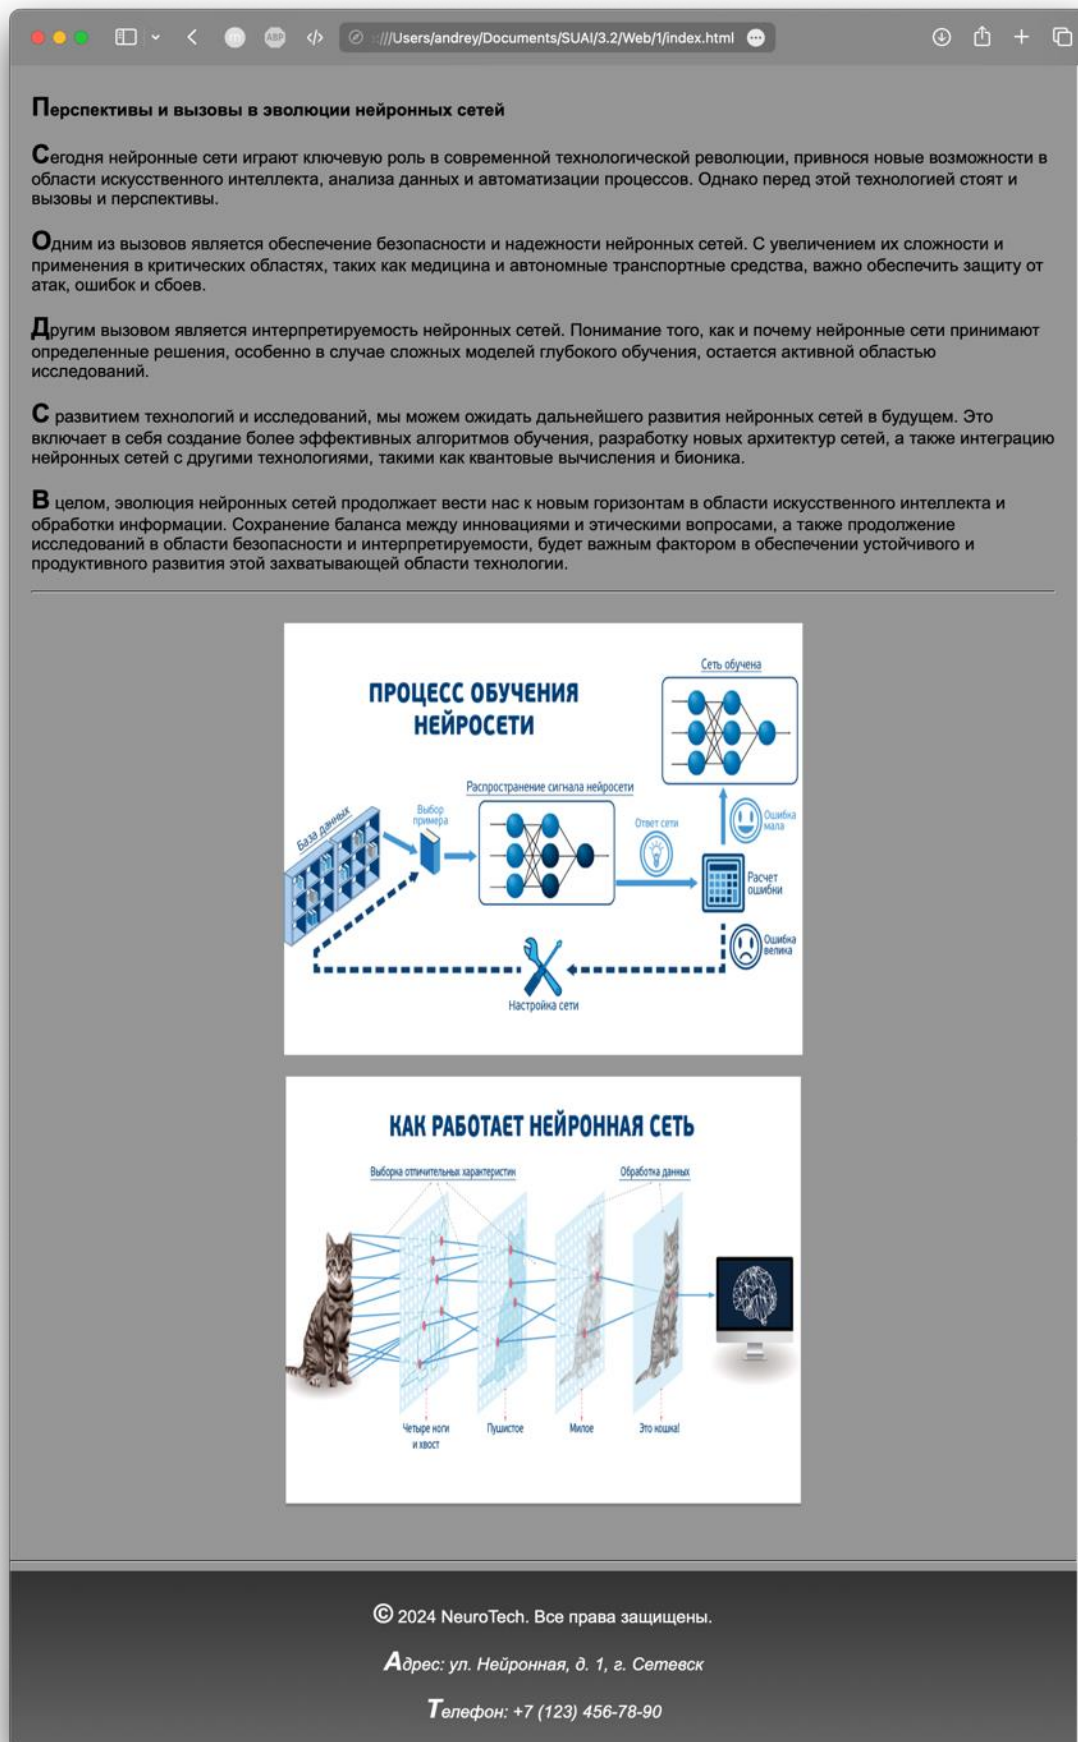 ABP
</>
:///Users/andrey/Documents/SUAI/3.2/Web/1/index.html
Перспективы и вызовы в эволюции нейронных сетей
Сегодня нейронные сети играют ключевую роль в современной технологической революции, привнося новые возможности в
области искусственного интеллекта, анализа данных и автоматизации процессов. Однако перед этой технологией стоят и
вызовы и перспективы.
Одним из вызовов является обеспечение безопасности и надежности нейронных сетей. С увеличением их сложности и
применения в критических областях, таких как медицина и автономные транспортные средства, важно обеспечить защиту от
атак, ошибок и сбоев.
Другим вызовом является интерпретируемость нейронных сетей. Понимание того, как и почему нейронные сети принимают
определенные решения, особенно в случае сложных моделей глубокого обучения, остается активной областью
исследований.
С развитием технологий и исследований, мы можем ожидать дальнейшего развития нейронных сетей в будущем. Это
включает в себя создание более эффективных алгоритмов обучения, разработку новых архитектур сетей, а также интеграцию
нейронных сетей с другими технологиями, такими как квантовые вычисления и бионика.
В целом, эволюция нейронных сетей продолжает вести нас к новым горизонтам в области искусственного интеллекта и
обработки информации. Сохранение баланса между инновациями и этическими вопросами, а также продолжение
исследований в области безопасности и интерпретируемости, будет важным фактором в обеспечении устойчивого и
продуктивного развития этой захватывающей области технологии.
ПРОЦЕСС ОБУЧЕНИЯ
НЕЙРОСЕТИ
Сеть обучена
Распространение сигнала нейросети
База данных
Выбор
примера
Ответ сети
Ошибка
мала
Расчет
ошибки
Ошибка
велика
Настройка сети
КАК РАБОТАЕТ НЕЙРОННАЯ СЕТЬ
Выборка отличительных характеристик
Обработка данных
Четыре ноги
и хвост
Пушистое
Милое
Это кошка!
© 2024 NeuroTech. Все права защищены.
Адрес: ул. Нейронная, д. 1, г. Сетевск
Телефон: +7 (123) 456-78-90